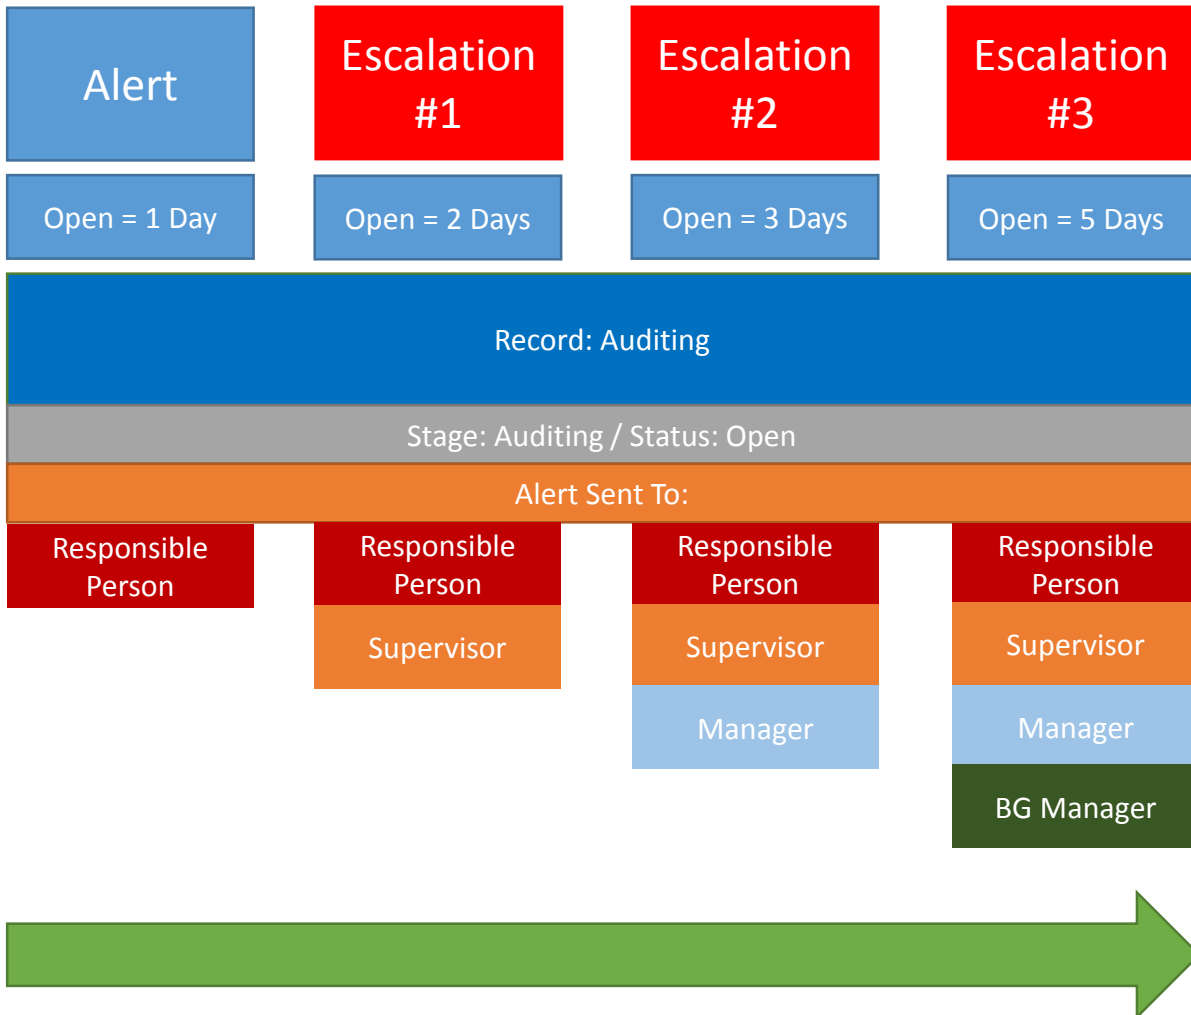 Alert
Escalation
#1
Escalation
#2
Escalation
#3
Open = 1 Day
Open = 2 Days
Open = 3 Days
Open = 5 Days
Record: Auditing
Stage: Auditing / Status: Open
Alert Sent To:
Responsible
Person
Responsible
Person
Responsible
Person
Responsible
Person
Supervisor
Supervisor
Supervisor
Manager
Manager
BG Manager